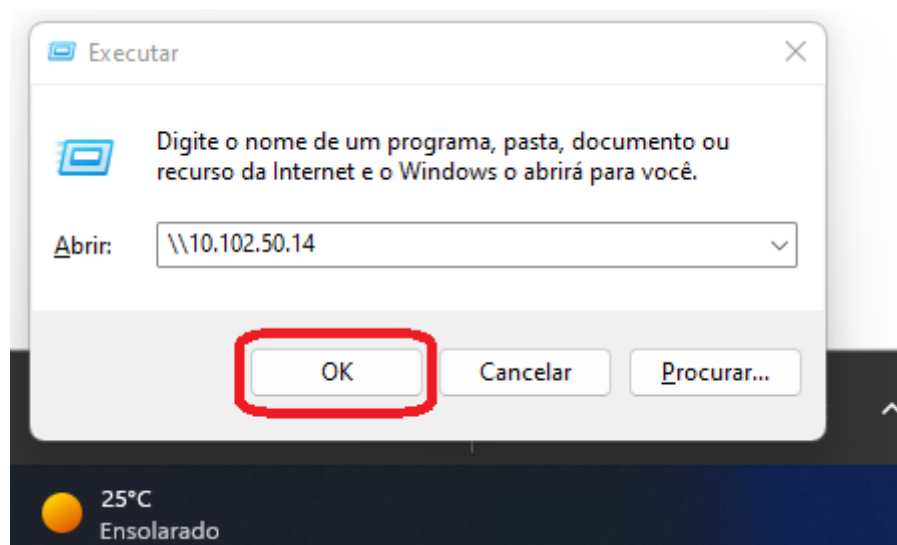 Executar
Digite o nome de um programa, pasta, documento ou
recurso da Internet e o Windows o abrirá para você.
Abrir:
\\10.102.50.14
OK
Cancelar
Procurar...
25°C
Ensolarado